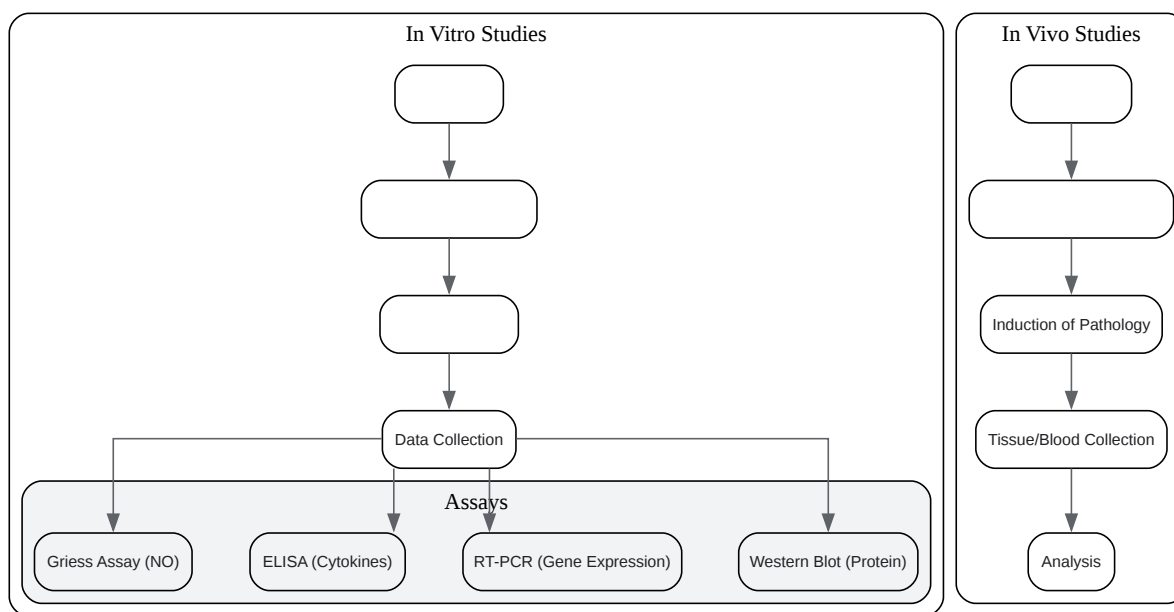 In Vitro Studies
Data Collection
Assays
Griess Assay (NO)
ELISA (Cytokines)
RT-PCR (Gene Expression)
Western Blot (Protein)
In Vivo Studies
Induction of Pathology
Tissue/Blood Collection
Analysis